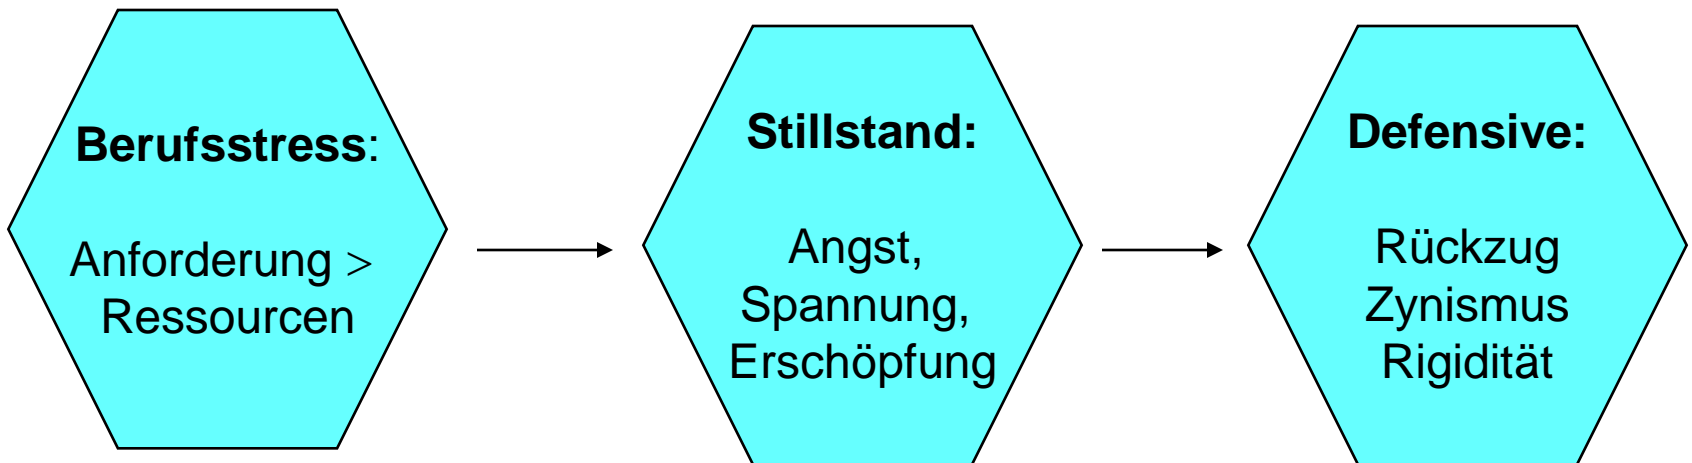 Berufsstress:
Anforderung >
Ressourcen
Stillstand:
Angst,
Spannung,
Erschöpfung
Defensive:
Rückzug
Zynismus
Rigidität